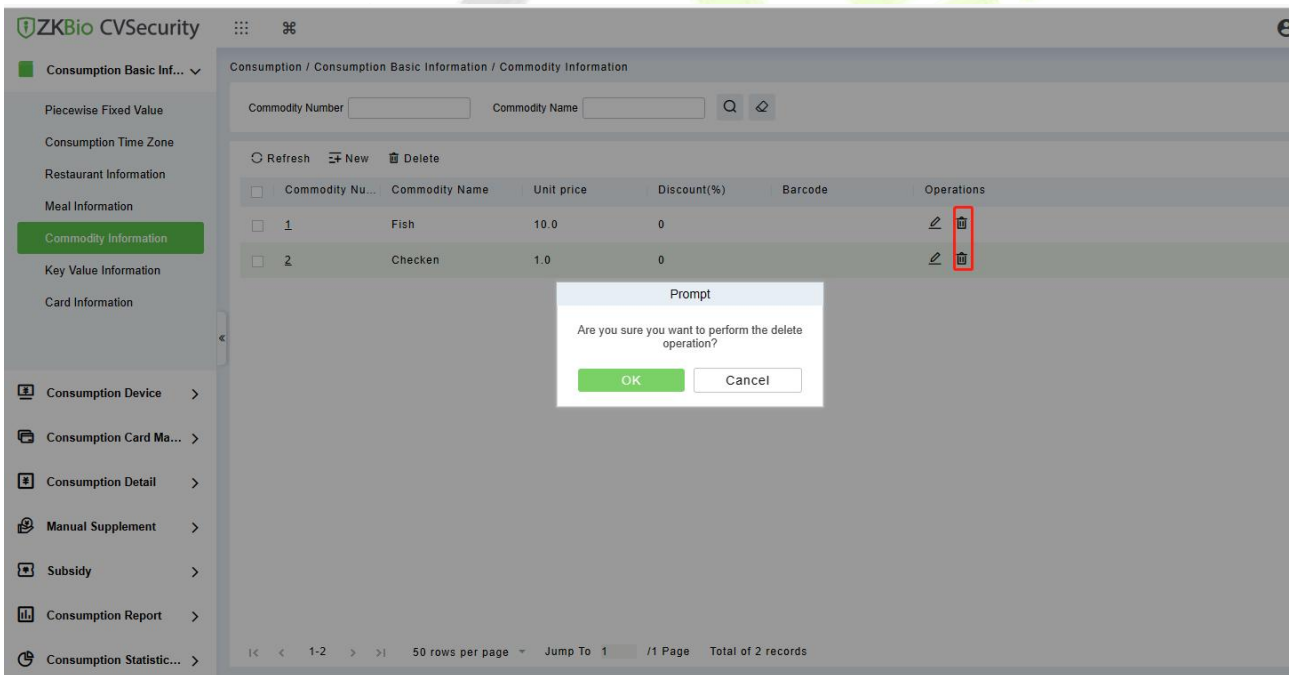 ZKBio CVSecurity
Consumption Basic Inf...
Piecewise Fixed Value
Consumption Time Zone
Restaurant Information
Meal Information
Commodity Information
Key Value Information
Card Information
Consumption Device
Consumption Card Ma...
Consumption Detail
Manual Supplement
Subsidy
Consumption Report
Consumption Statistic...
Consumption / Consumption Basic Information / Commodity Information
Commodity Number Commodity Name
Refresh New Delete
Commodity Nu... Commodity Name Unit price Discount(%) Barcode Operations
1 Fish 10.0 0
2 Checken 1.0 0
Prompt
Are you sure you want to perform the delete
operation?
OK Cancel
1-2 50 rows per page Jump To 1 /1 Page Total of 2 records